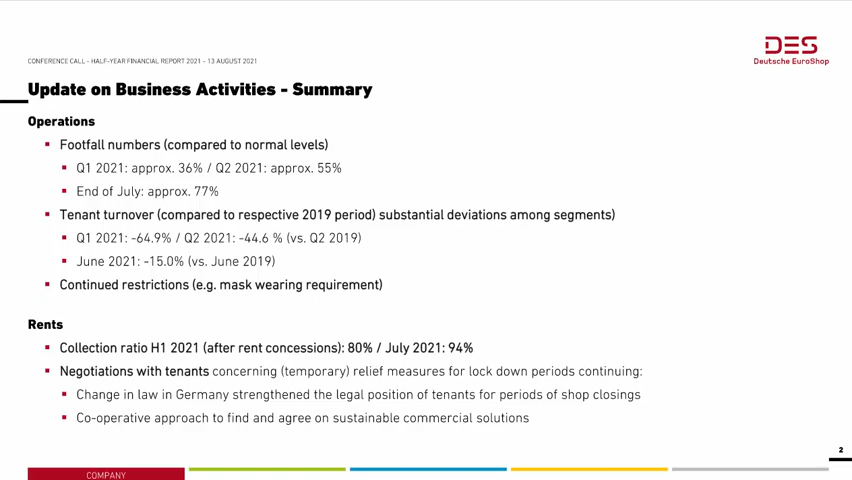 DES
Deutsche EuroShop
CONFERENCE CALL - HALF-YEAR FINANCIAL REPORT 2021 - 13 AUGUST 2021
Update on Business Activities - Summary
Operations
Footfall numbers (compared to normal levels)
Q1 2021: approx. 36% / Q2 2021: approx. 55%
End of July: approx. 77%
Tenant turnover (compared to respective 2019 period) substantial deviations among segments)
Q1 2021: -64.9% / Q2 2021: -44.6 % (vs. Q2 2019)
June 2021: -15.0% (vs. June 2019)
Continued restrictions (e.g. mask wearing requirement)
Rents
Collection ratio H1 2021 (after rent concessions): 80% / July 2021: 94%
Negotiations with tenants concerning (temporary) relief measures for lock down periods continuing:
Change in law in Germany strengthened the legal position of tenants for periods of shop closings
Co-operative approach to find and agree on sustainable commercial solutions
2
COMPANY